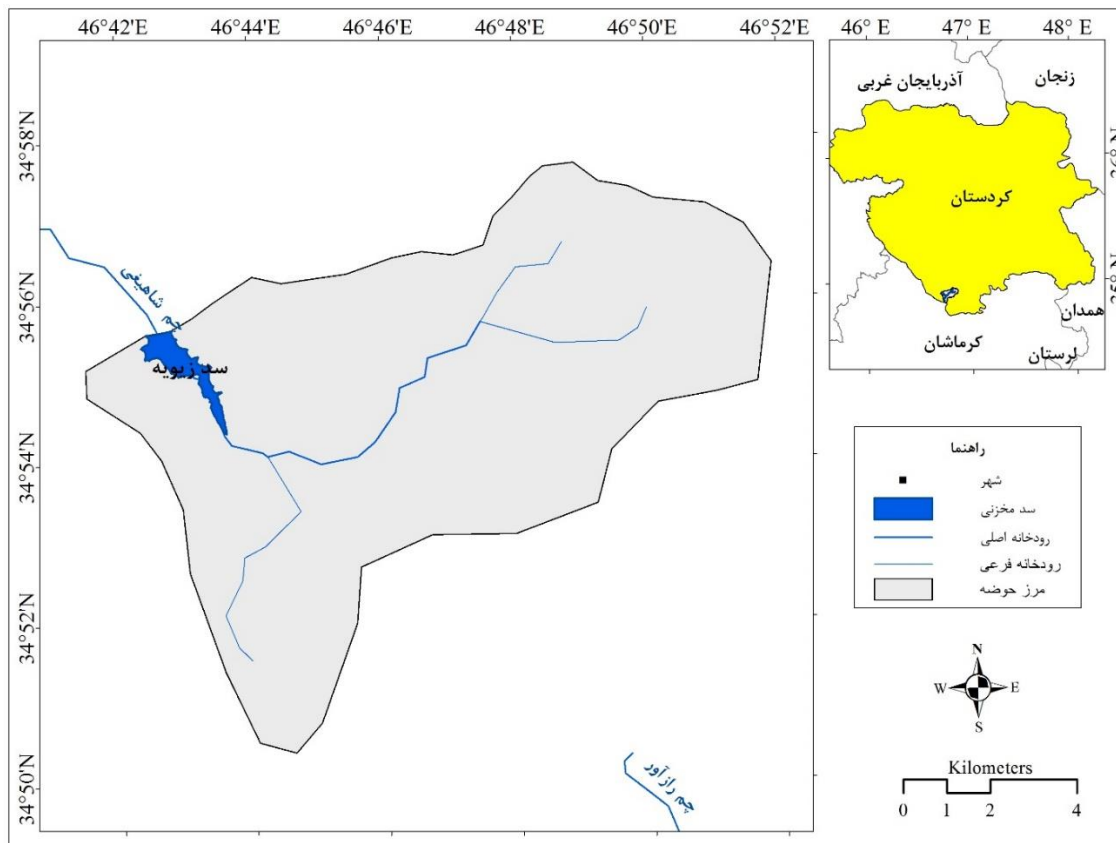 46°42'E 46°44'E 46°46'E 46°48'E 46°50'E 46°52'E
34°58'N
34°56'N
34°54'N
34°52'N
34°50'N
چم شاهیغی
سد زیویه
چم رازآور
46°E 47°E 48°E
آذربایجان غربی
زنجان
کردستان
همدان
کرماشان
لرستان
راهنما
شهر
سد مخزنی
رودخانه اصلی
رودخانه فرعی
مرز حوضه
N
W E
S
Kilometers
0 1 2 4